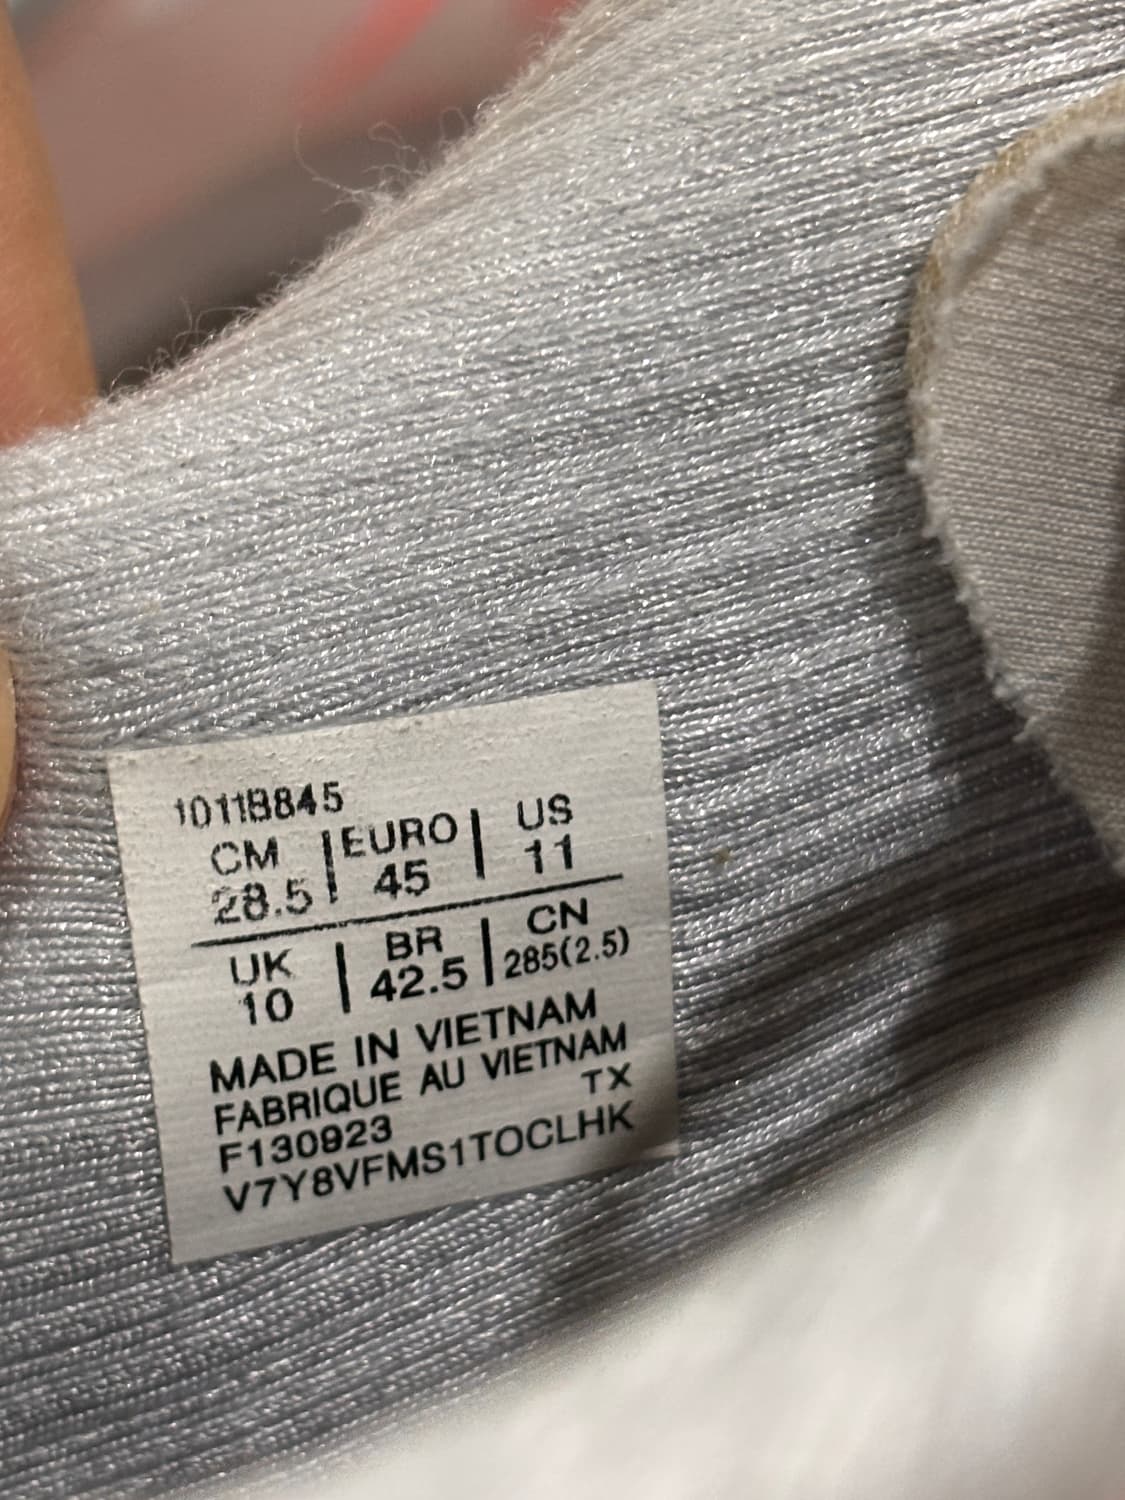 1011B845
CM | EURO | US
28.5 | 45 | 11
UK | BR | CN
10 | 42.5 | 285(2.5)
MADE IN VIETNAM
FABRIQUE AU VIETNAM
TX
F130923
V7Y8VFMS1TOCLHK